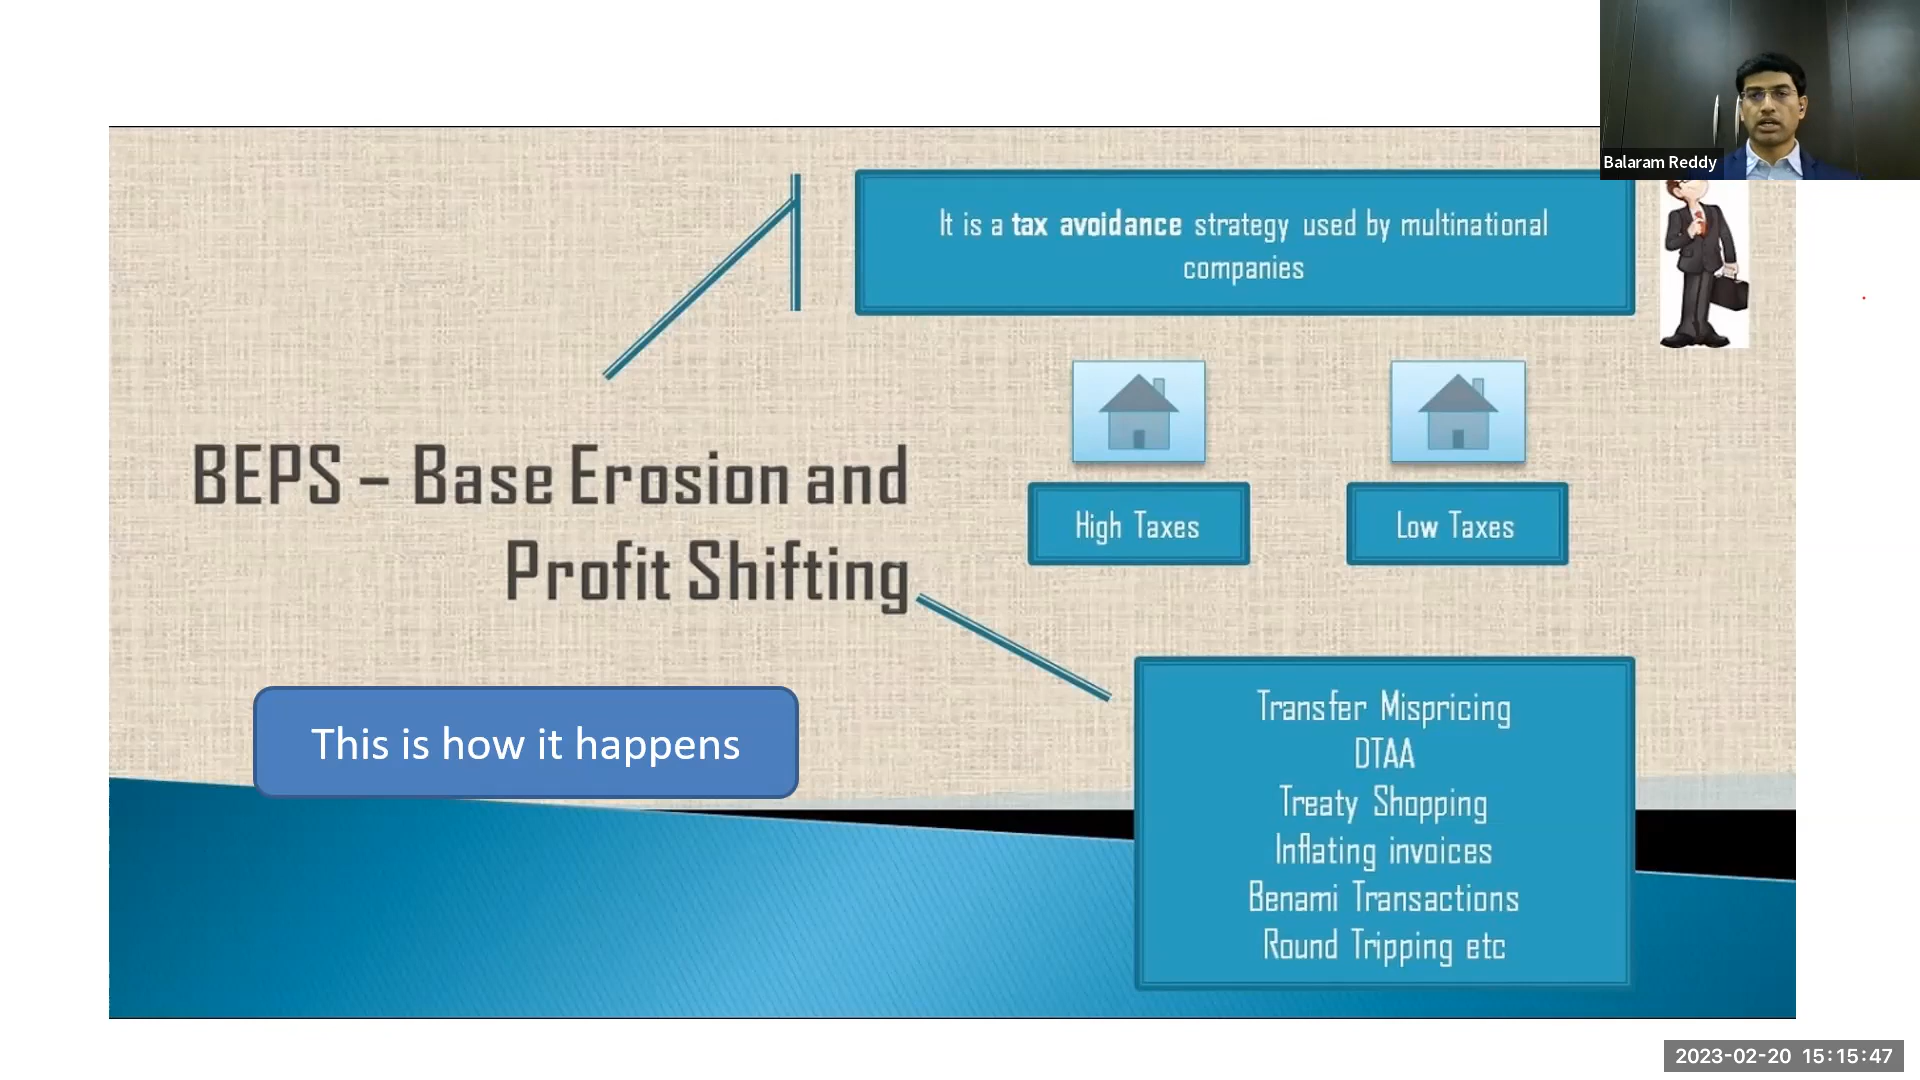 Balaram Reddy
It is a tax avoidance strategy used by multinational
companies
BEPS – Base Erosion and
Profit Shifting
High Taxes
Low Taxes
This is how it happens
Transfer Mispricing
DTAA
Treaty Shopping
Inflating invoices
Benami Transactions
Round Tripping etc
2023-02-20 15:15:47